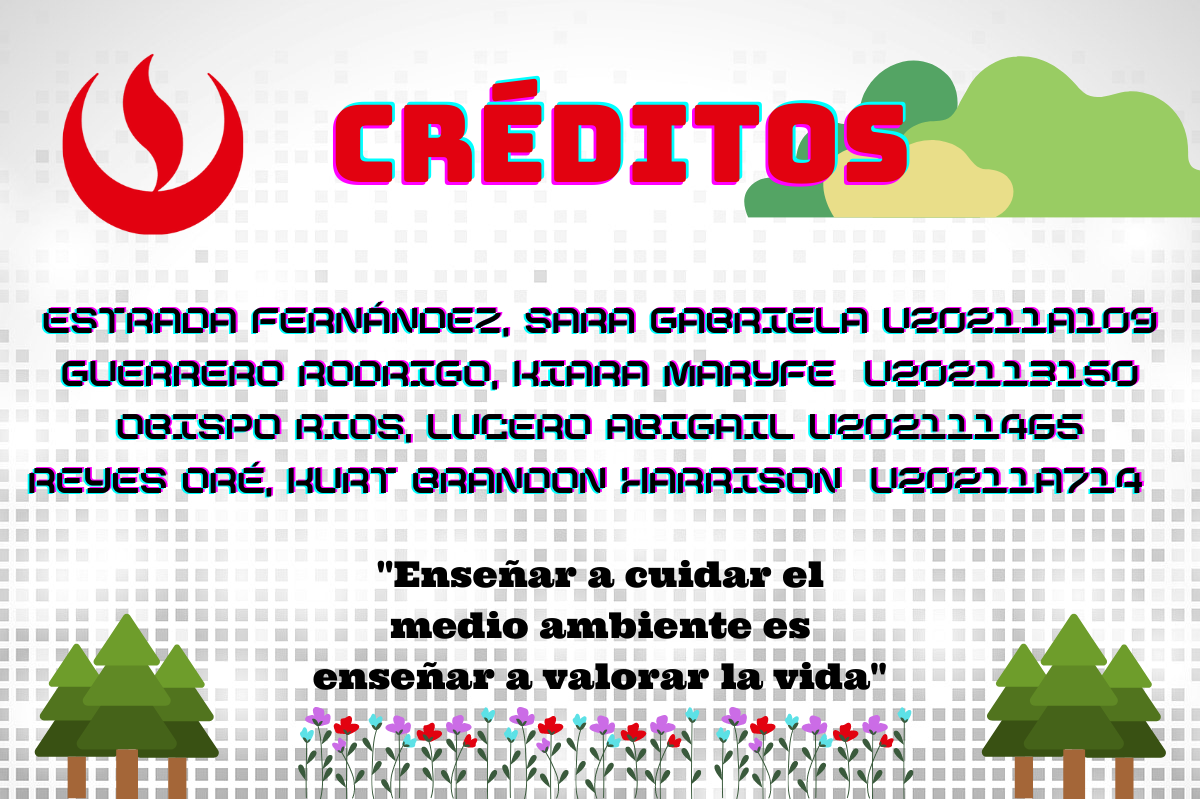 CRÉDITOS
ESTRADA FERNÁNDEZ, SARA GABRIELA U20211A109
GUERRERO RODRIGO, KIARA MARYFE U202113150
OBISPO RIOS, LUCERO ABIGAIL U202111465
REYES ORÉ, KURT BRANDON HARRISON U20211A714
"Enseñar a cuidar el
medio ambiente es
enseñar a valorar la vida"